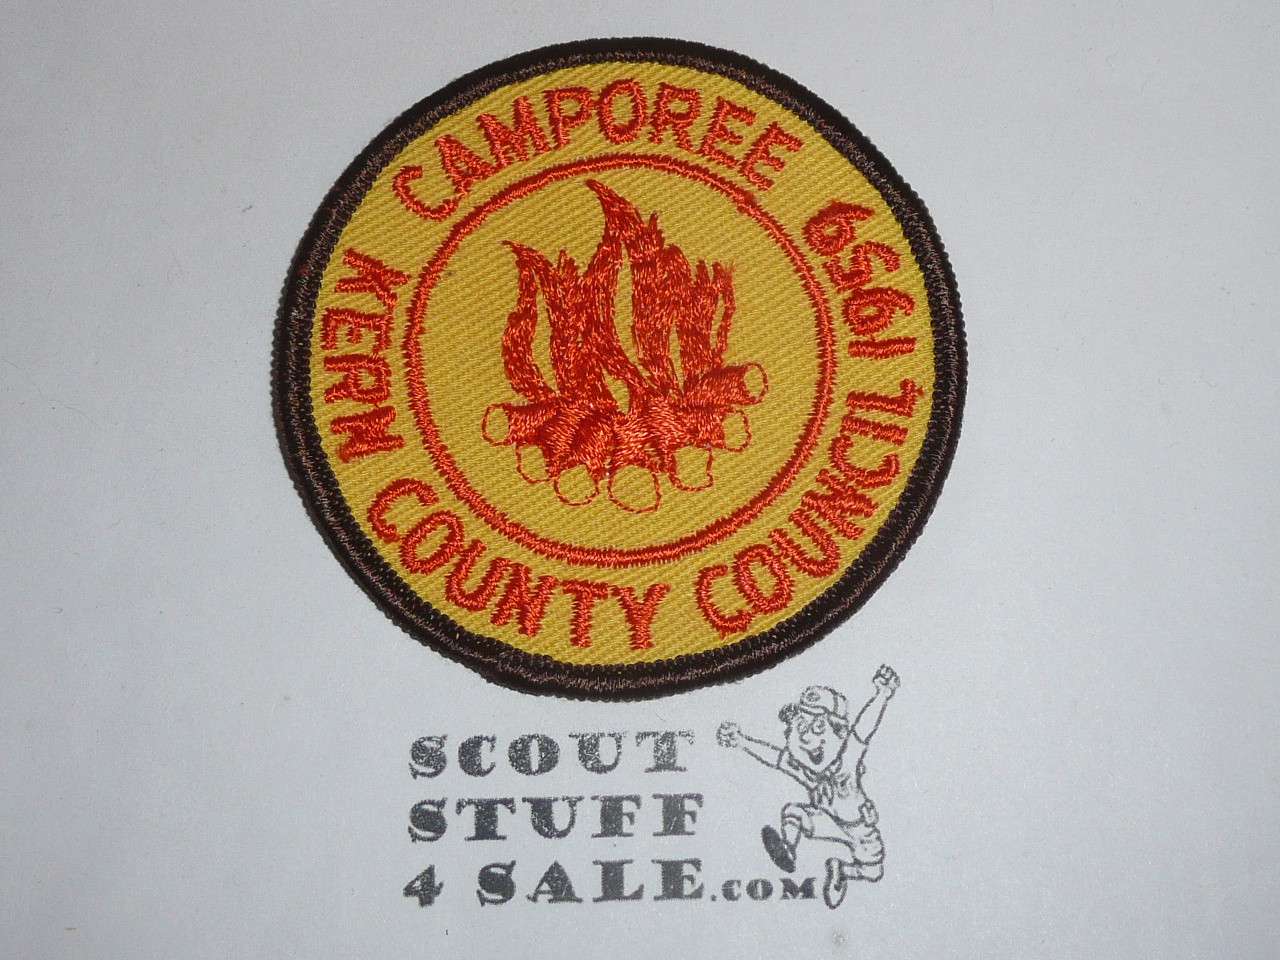 CAMPOREE
KERN COUNTY COUNCIL 1959
SCOUT
STUFF
4 SALE.COM